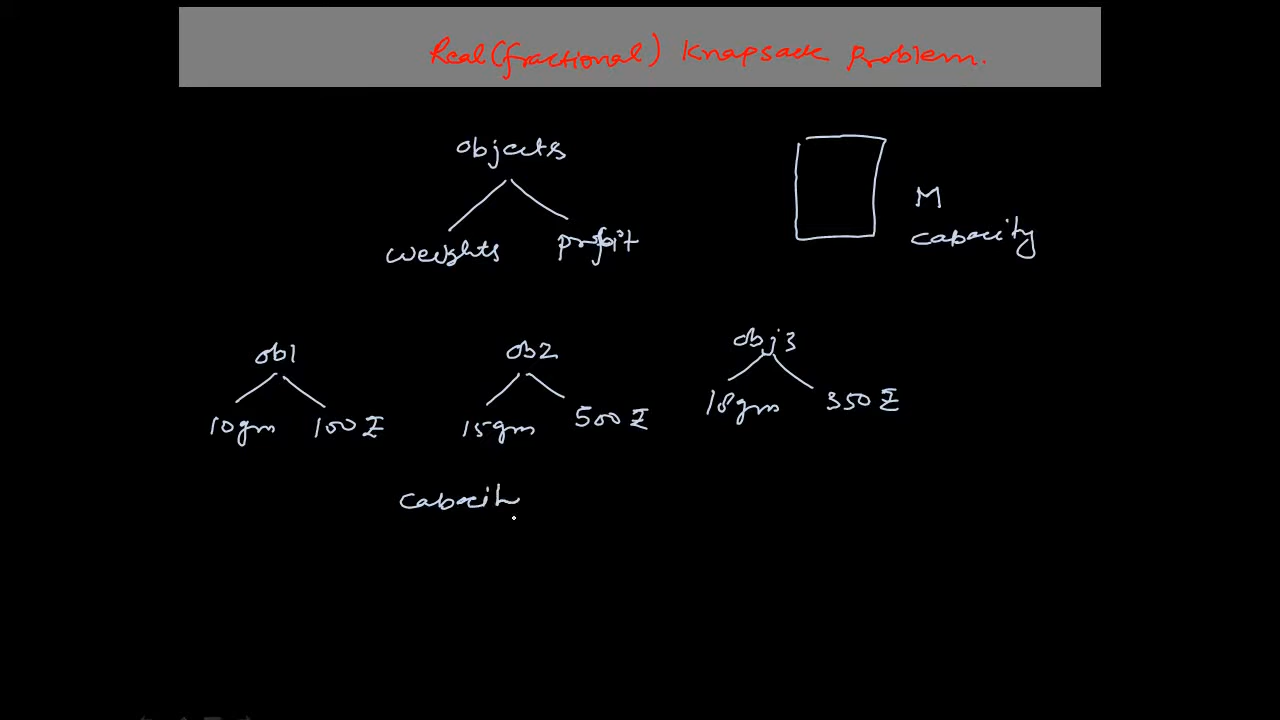 Real(fractional) Knapsack Problem.
objects
weights profit
M
capacity
ob1 ob2 obj3
10gm 100 Z 15gm 500 Z 18gm 350 Z
capacit